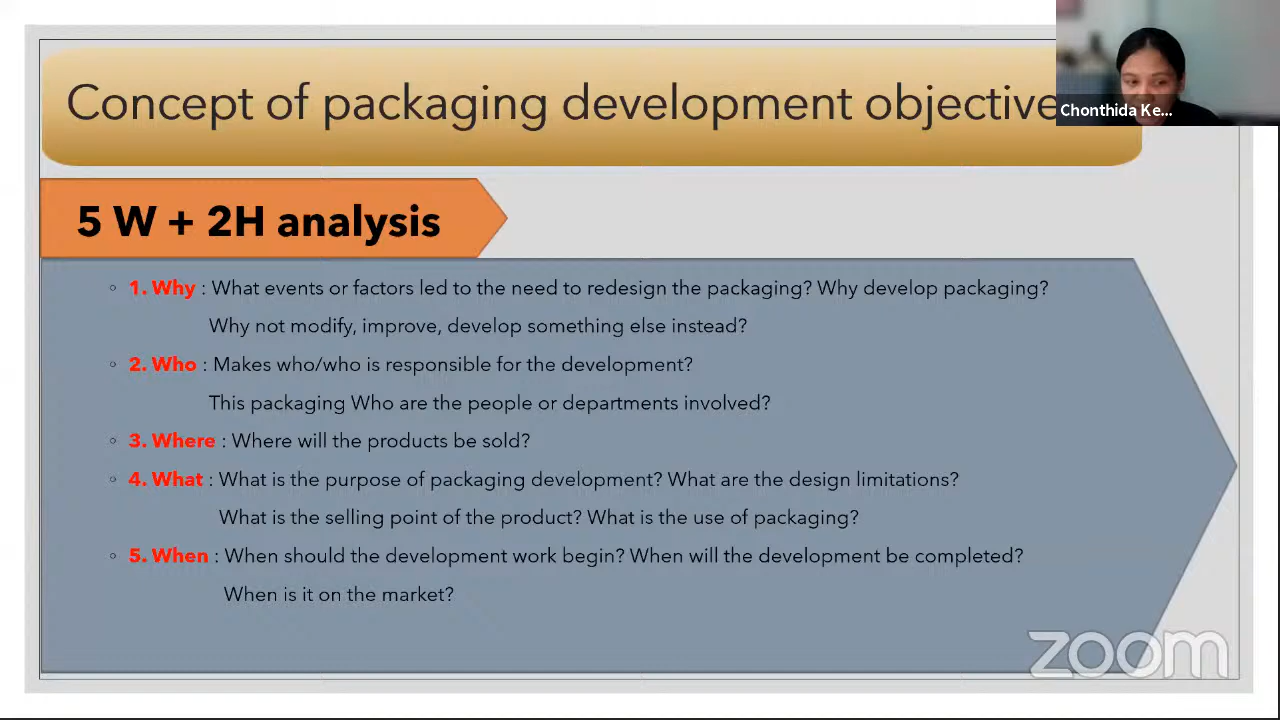 Concept of packaging development objective
Chonthida Ke...
5 W + 2H analysis
1. Why : What events or factors led to the need to redesign the packaging? Why develop packaging?
Why not modify, improve, develop something else instead?
2. Who : Makes who/who is responsible for the development?
This packaging Who are the people or departments involved?
3. Where : Where will the products be sold?
4. What : What is the purpose of packaging development? What are the design limitations?
What is the selling point of the product? What is the use of packaging?
5. When : When should the development work begin? When will the development be completed?
When is it on the market?
zoom